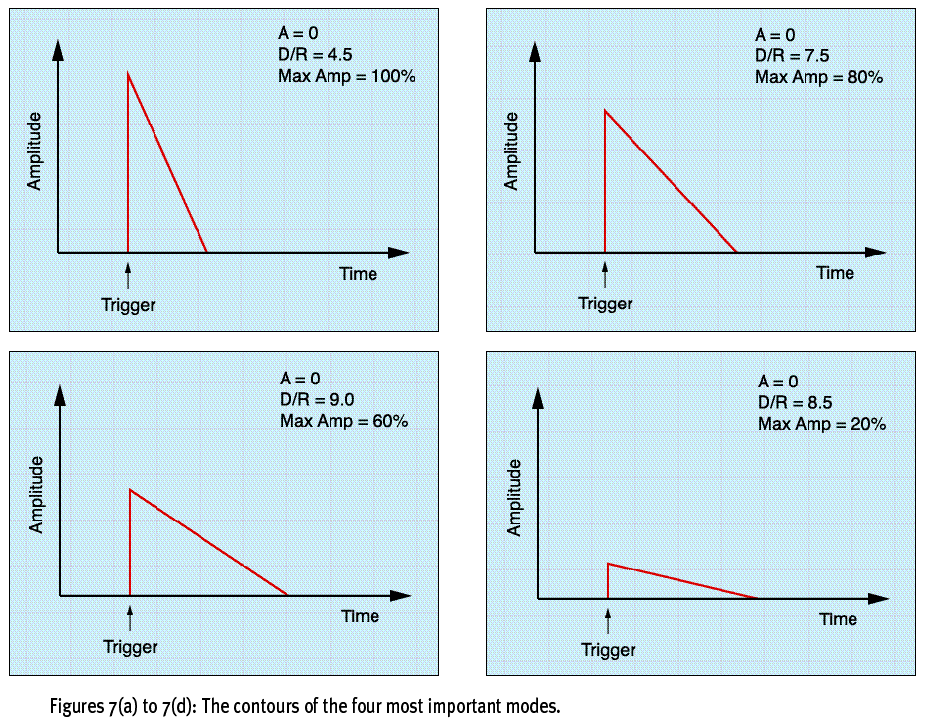 A = 0
D/R = 4.5
Max Amp = 100%
Amplitude
Time
Trigger
A = 0
D/R = 7.5
Max Amp = 80%
Amplitude
Time
Trigger
A = 0
D/R = 9.0
Max Amp = 60%
Amplitude
Time
Trigger
A = 0
D/R = 8.5
Max Amp = 20%
Amplitude
Time
Trigger
Figures 7(a) to 7(d): The contours of the four most important modes.